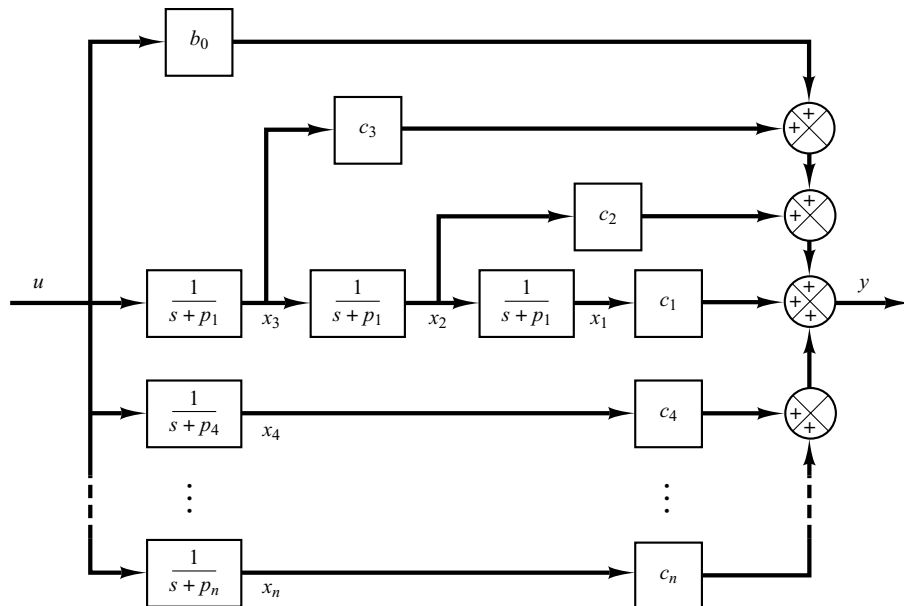 b₀
+
+
c₃
+
+
c₂
+
+
u
1
s + p₁
x₃
1
s + p₁
x₂
1
s + p₁
x₁
c₁
+
+
+
y
1
s + p₄
x₄
c₄
+
+
⋮
⋮
1
s + pₙ
xₙ
cₙ